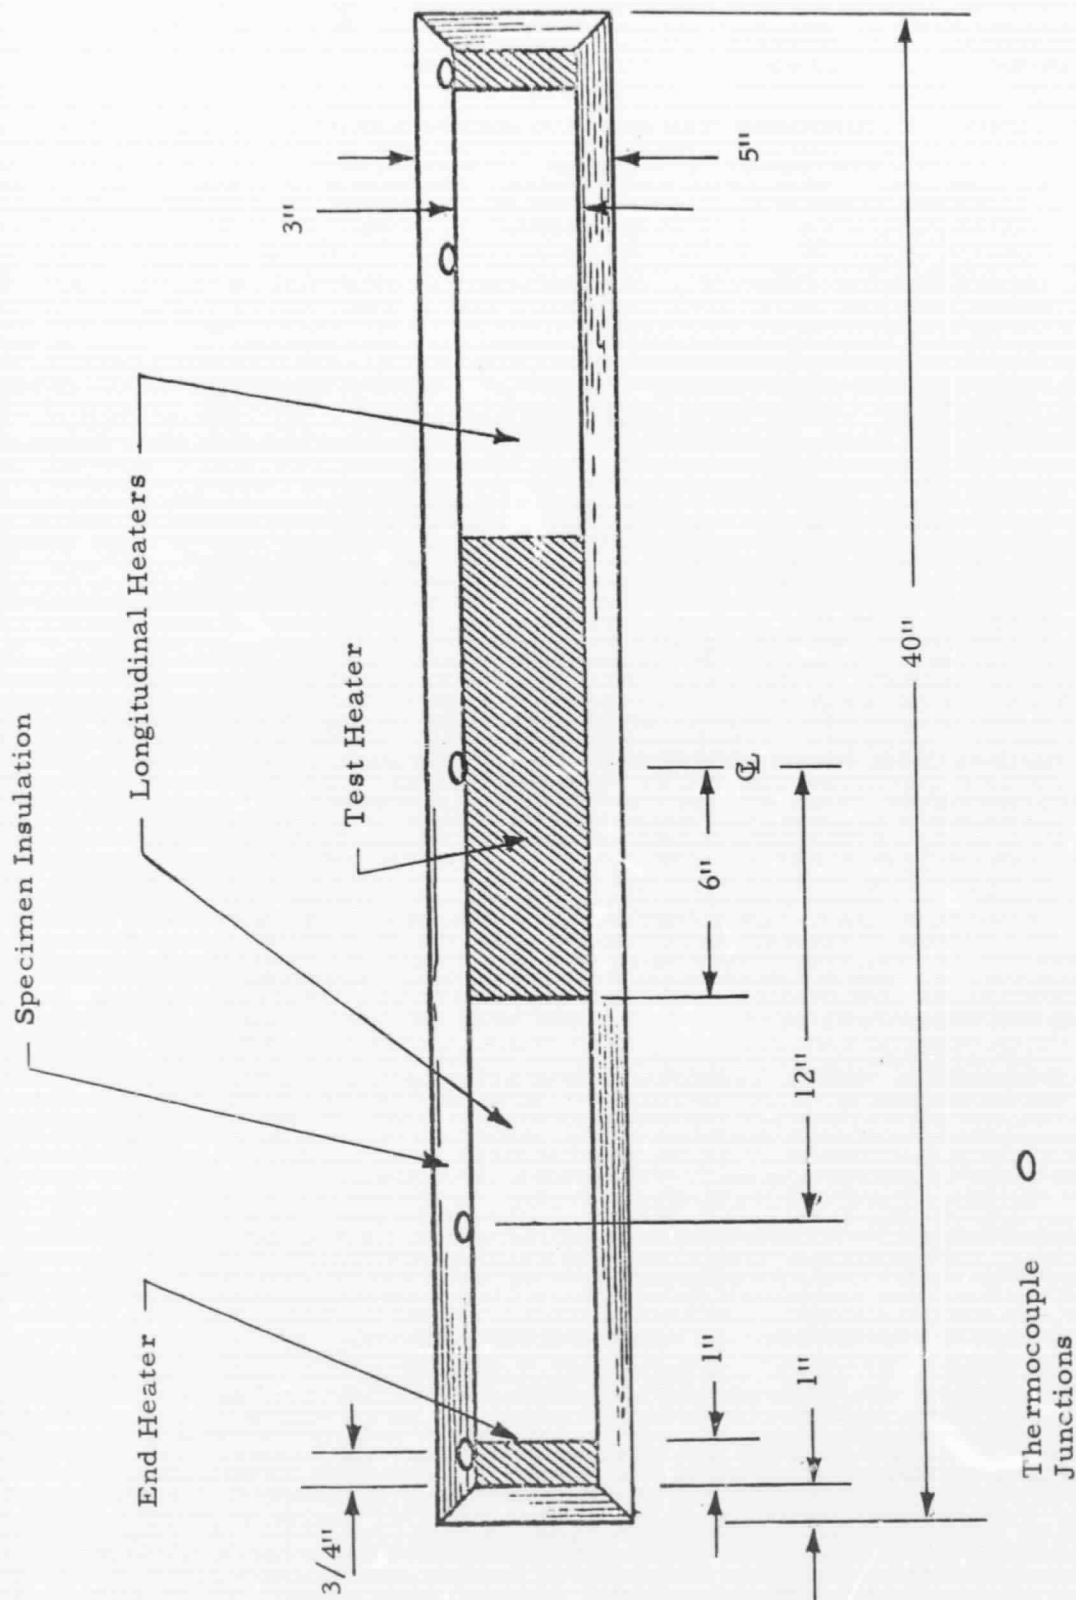 Specimen Insulation
Longitudinal Heaters
Test Heater
End Heater
3"
5"
3/4"
1"
1"
6"
12"
℄
40"
Thermocouple
Junctions